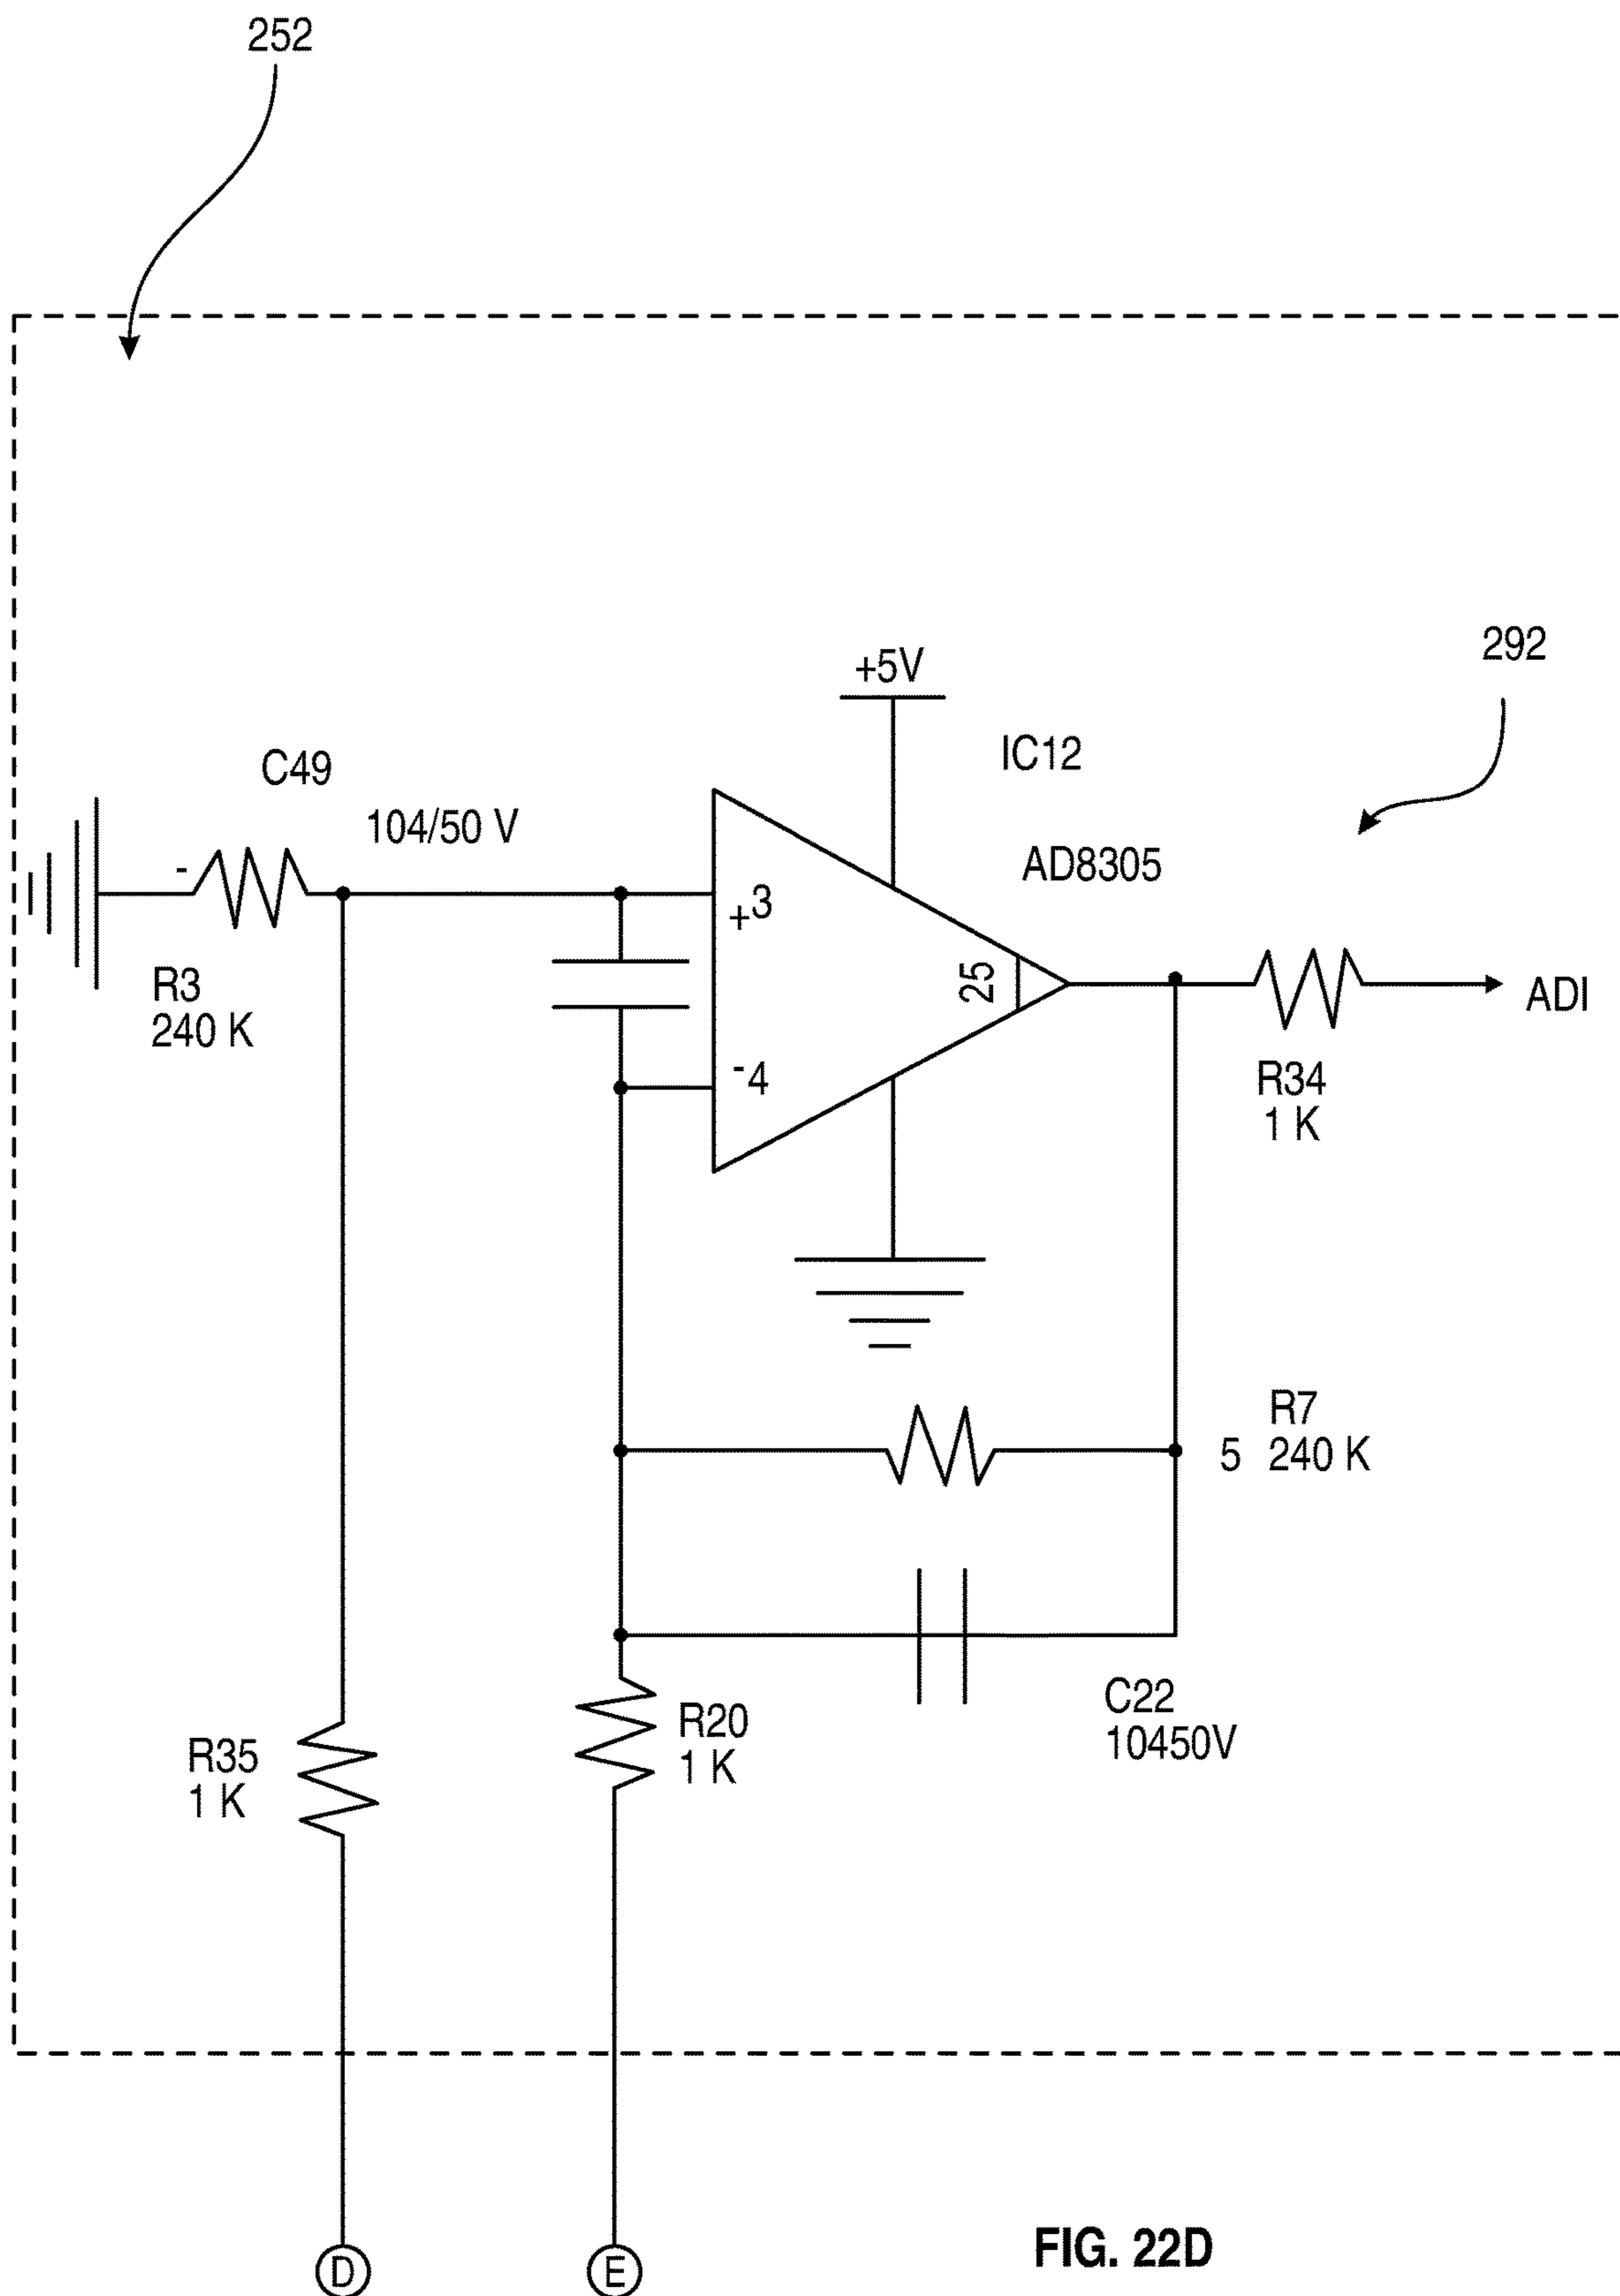 252
292
+5V
IC12
C49
104/50 V
AD8305
-
+3
R3
240 K
25
ADI
-4
R34
1 K
R7
5 240 K
C22
10450V
R20
1 K
R35
1 K
D
E
FIG. 22D